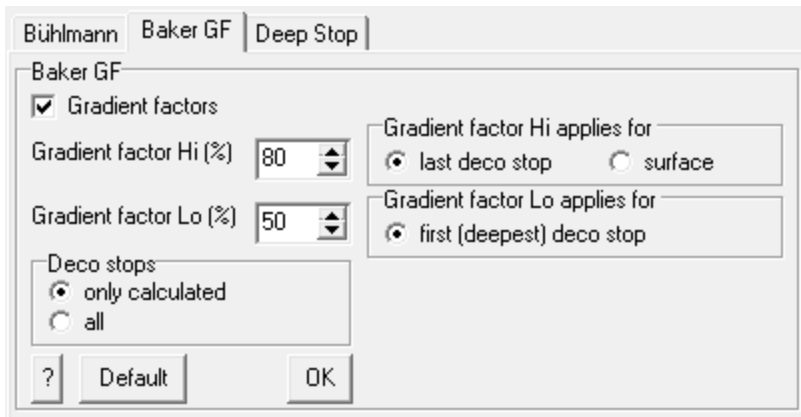 Bühlmann Baker GF Deep Stop
Baker GF
Gradient factors
Gradient factor Hi (%) 80
Gradient factor Hi applies for
last deco stop surface
Gradient factor Lo (%) 50
Gradient factor Lo applies for
first (deepest) deco stop
Deco stops
only calculated
all
? Default OK